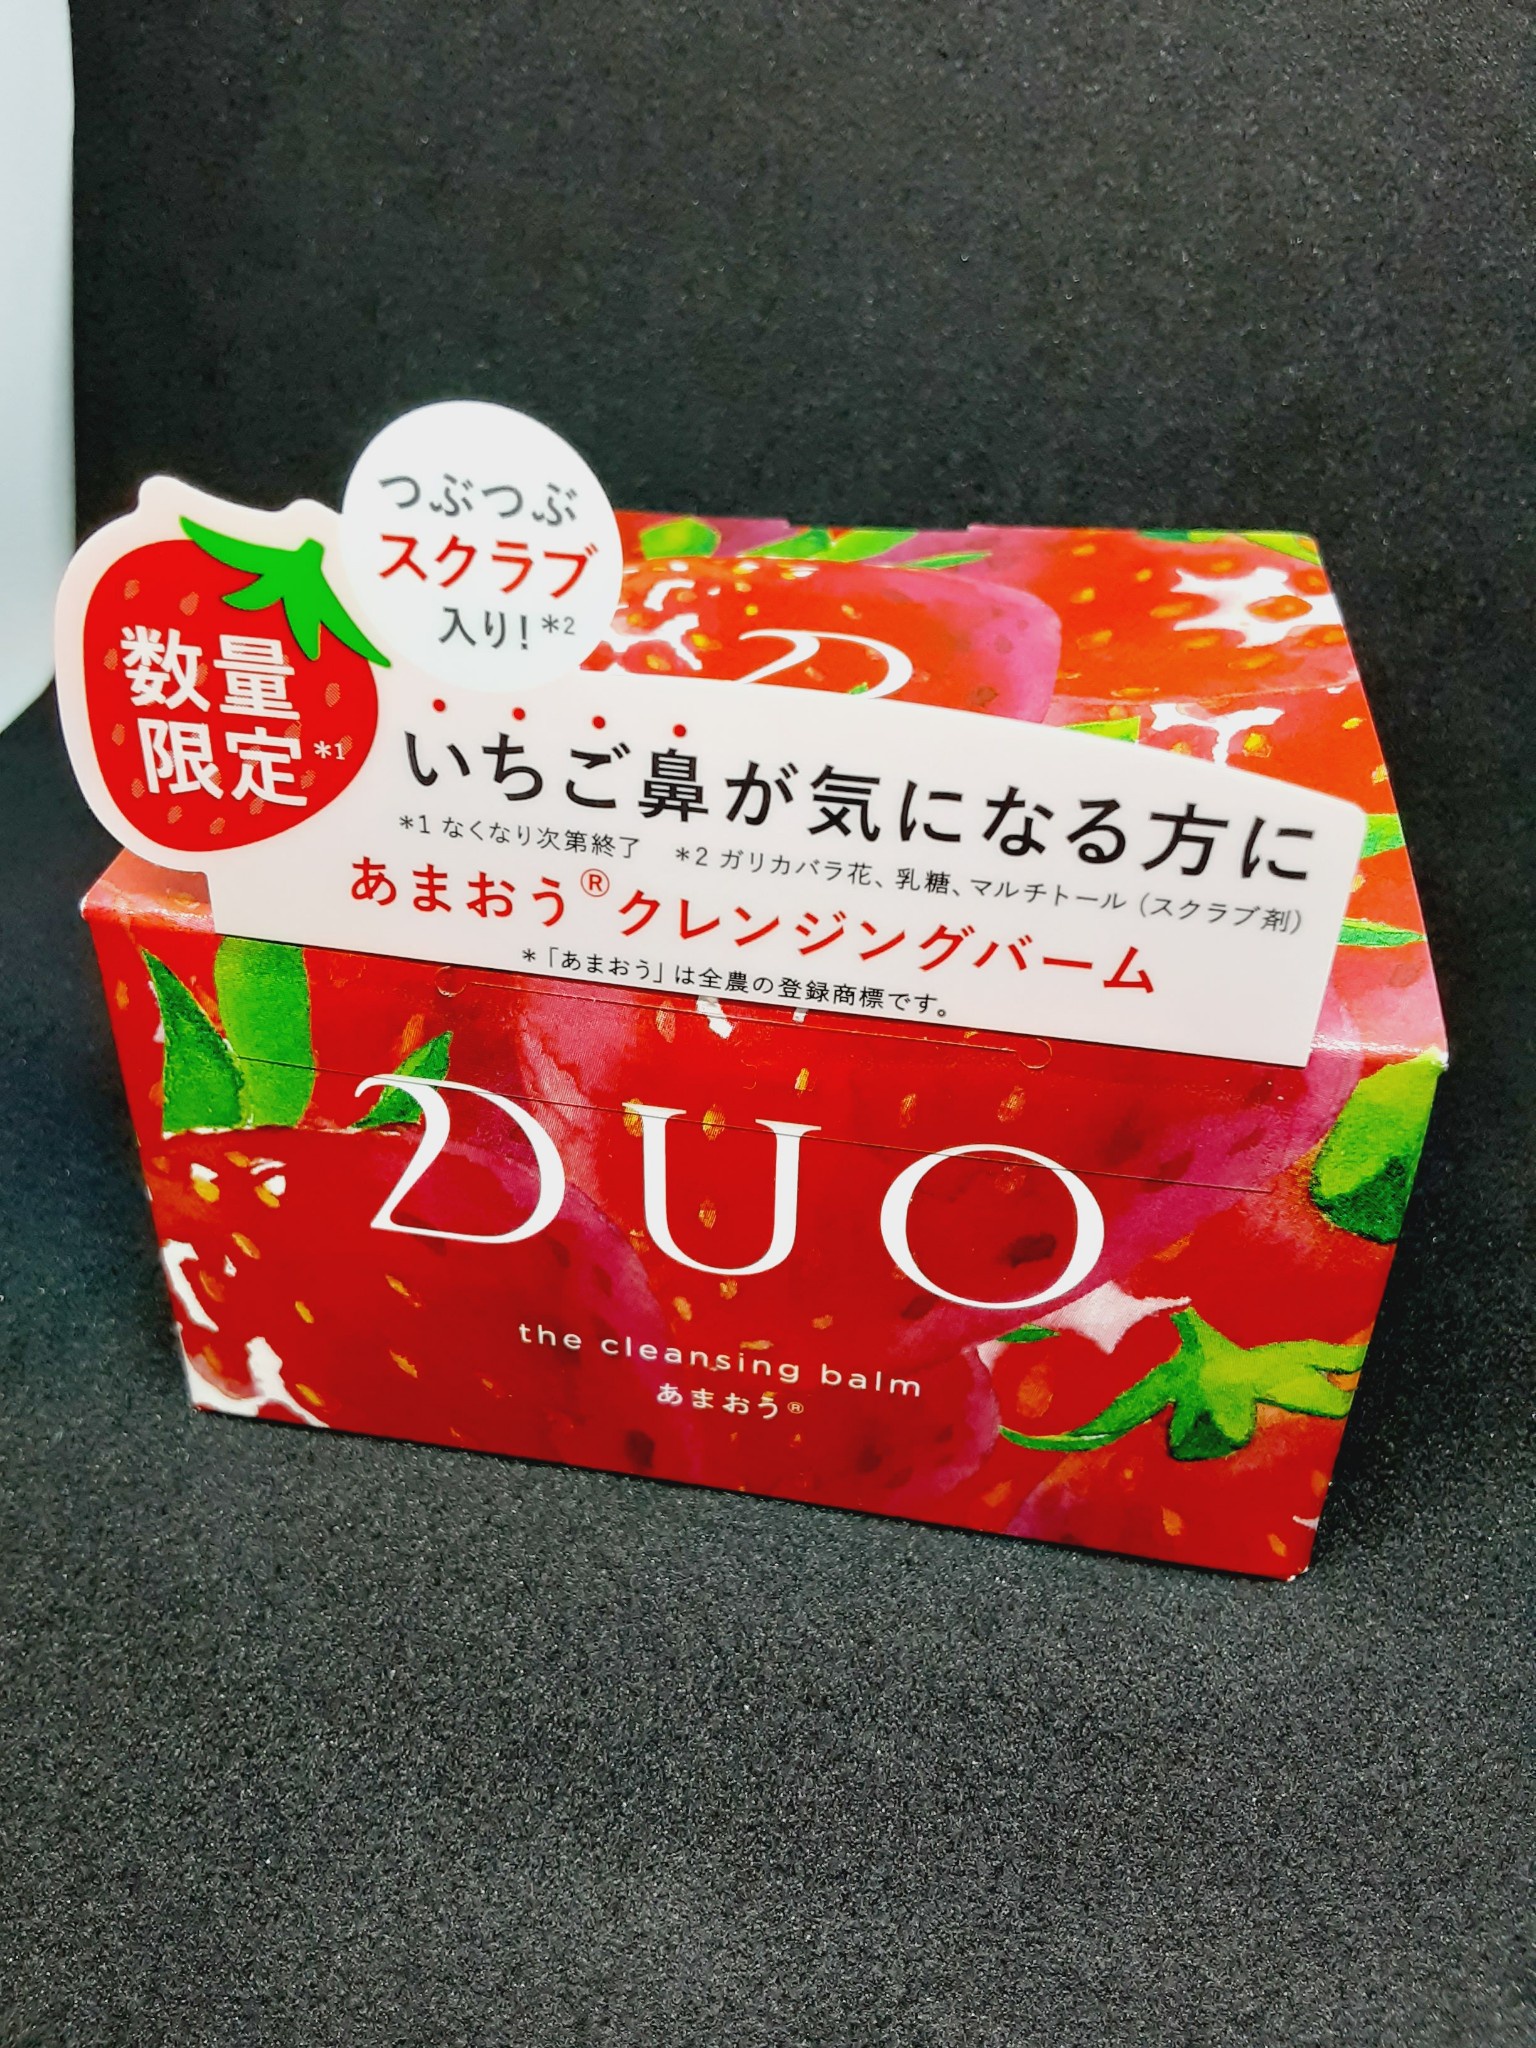 つぶつぶ
スクラブ
入り!*2
数量
限定*1
いちご鼻が気になる方に
*1 なくなり次第終了 *2 ガリカバラ花、乳糖、マルチトール (スクラブ剤)
あまおう®クレンジングバーム
*「あまおう」は全農の登録商標です。
DUO
the cleansing balm
あまおう®